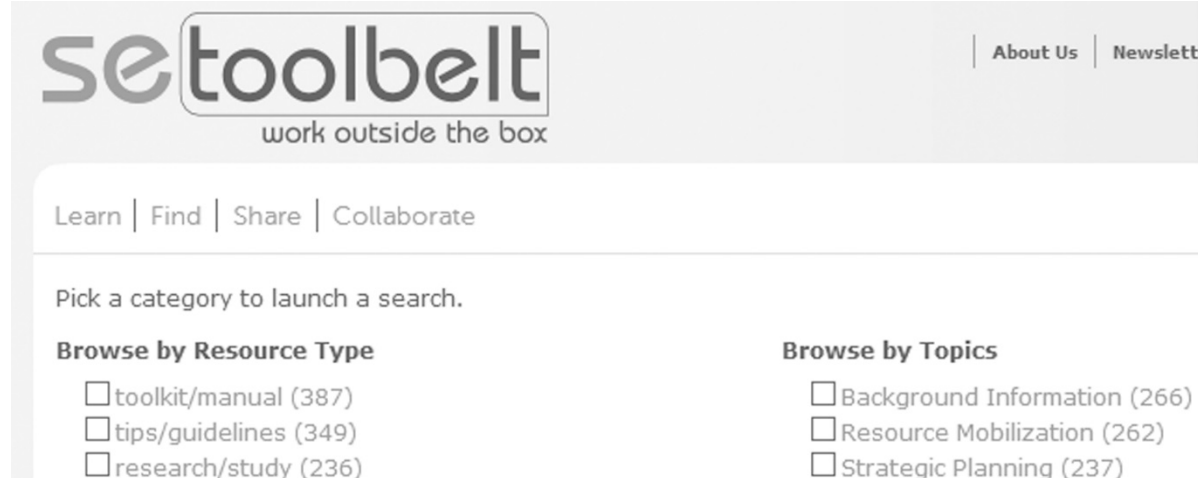 setoolbelt
work outside the box
About Us
Learn Find Share Collaborate
Pick a category to launch a search.
Browse by Resource Type
toolkit/manual (387)
tips/guidelines (349)
research/study (236)
Browse by Topics
Background Information (266)
Resource Mobilization (262)
Strategic Planning (237)